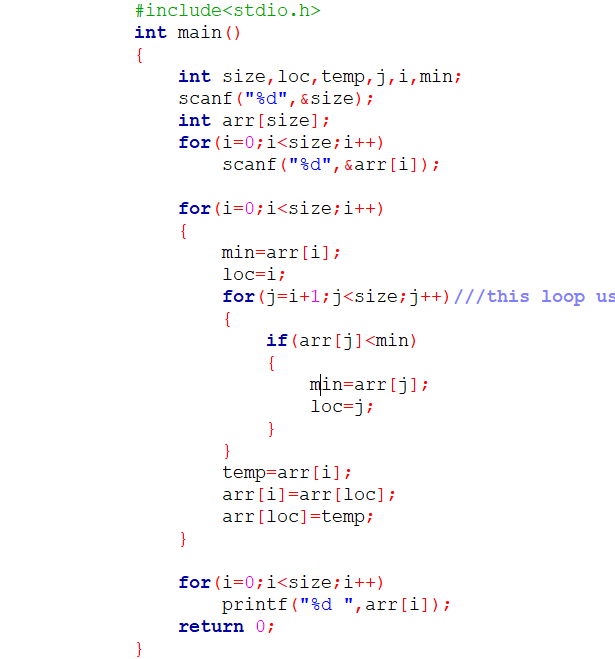 #include<stdio.h>
int main()
{
    int size,loc,temp,j,i,min;
    scanf("%d",&size);
    int arr[size];
    for(i=0;i<size;i++)
        scanf("%d",&arr[i]);
    for(i=0;i<size;i++)
    {
        min=arr[i];
        loc=i;
        for(j=i+1;j<size;j++)///this loop us
        {
            if(arr[j]<min)
            {
                min=arr[j];
                loc=j;
            }
        }
        temp=arr[i];
        arr[i]=arr[loc];
        arr[loc]=temp;
    }
    for(i=0;i<size;i++)
        printf("%d ",arr[i]);
    return 0;
}